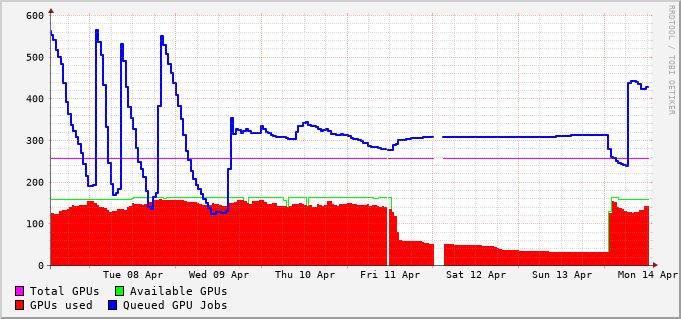 600
500
400
300
200
100
0
Tue 08 Apr Wed 09 Apr Thu 10 Apr Fri 11 Apr Sat 12 Apr Sun 13 Apr Mon 14 Apr
Total GPUs Available GPUs
GPUs used Queued GPU Jobs
RRDTOOL / TOBI OETIKER